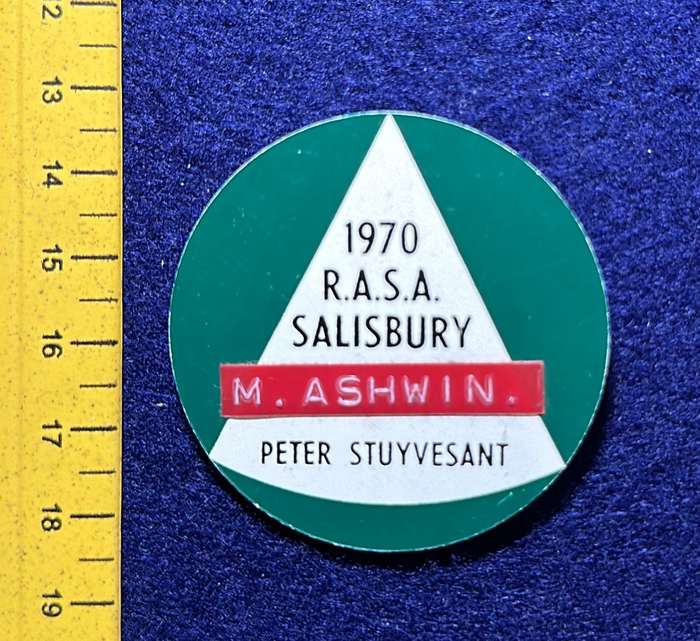 12
13
14
15
16
17
18
19
1970
R.A.S.A.
SALISBURY
M. ASHWIN.
PETER STUYVESANT